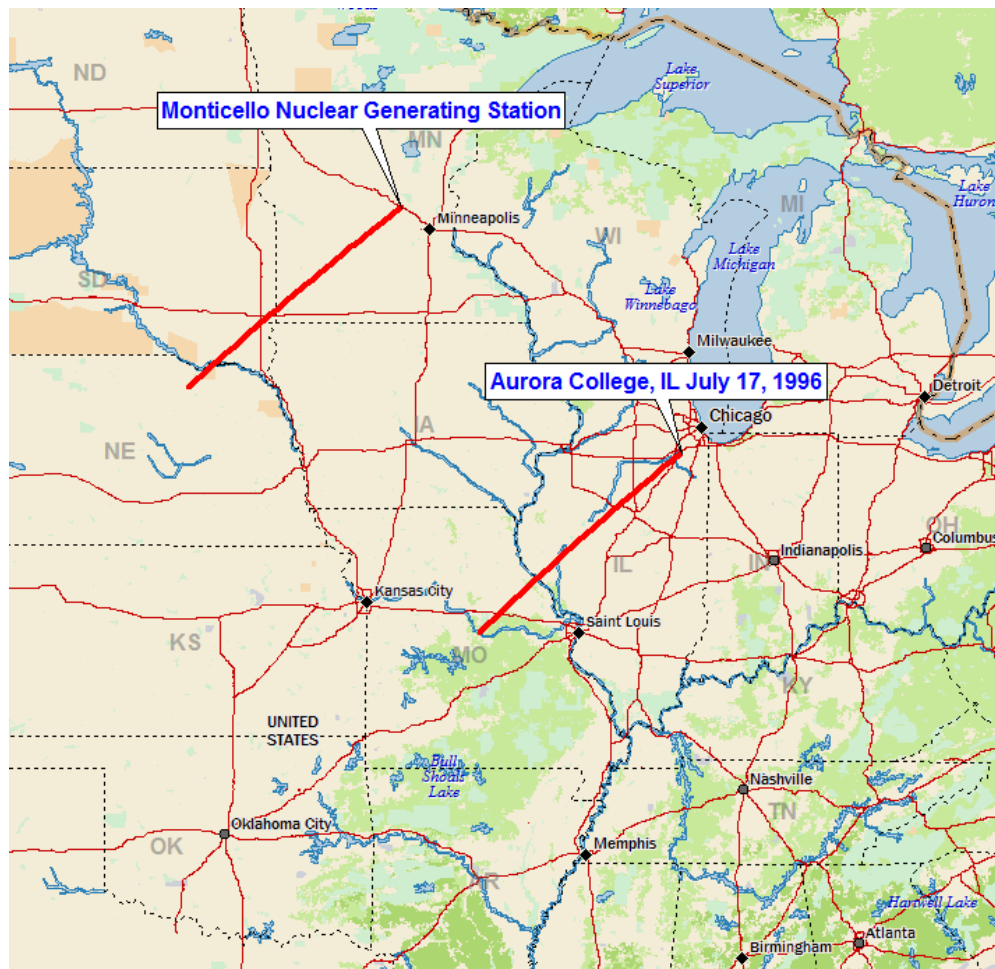 Lake
Superior
ND
Monticello Nuclear Generating Station
MN
Lake
Huron
MI
Minneapolis
WI
Lake
Michigan
SD
Lake
Winnebago
Milwaukee
Aurora College, IL July 17, 1996
Detroit
Chicago
IA
NE
OH
Columbus
Indianapolis
IL
IN
Kansas City
Saint Louis
KS
MO
KY
UNITED
STATES
Bull
Shoals
Lake
Nashville
TN
Oklahoma City
OK
Memphis
AR
Hartwell Lake
Atlanta
Birmingham